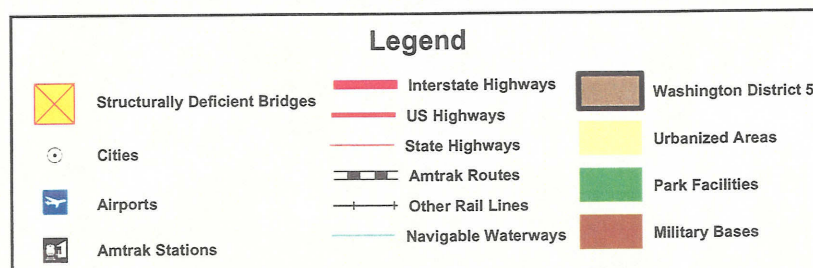 Legend
Structurally Deficient Bridges
Cities
Airports
Amtrak Stations
Interstate Highways
US Highways
State Highways
Amtrak Routes
Other Rail Lines
Navigable Waterways
Washington District 5
Urbanized Areas
Park Facilities
Military Bases